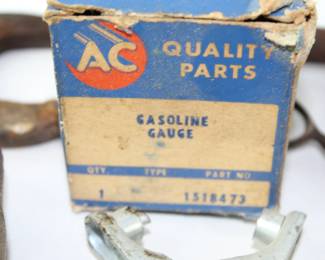 AC
QUALITY
PARTS
GASOLINE
GAUGE
QTY. TYPE PART NO
1 1518473